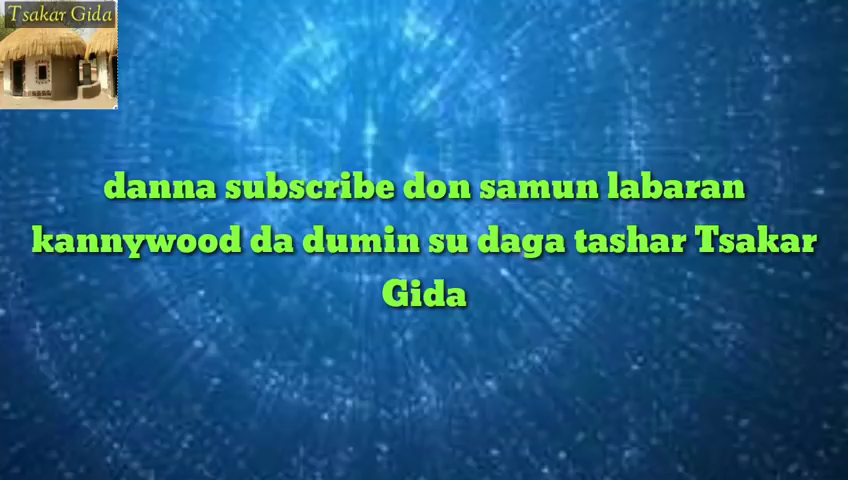 Tsakar Gida
danna subscribe don samun labaran
kannywood da dumin su daga tashar Tsakar
Gida